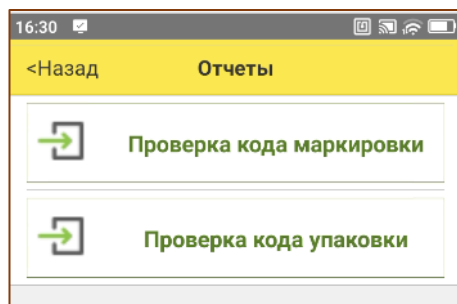 16:30
<Назад Отчеты
Проверка кода маркировки
Проверка кода упаковки